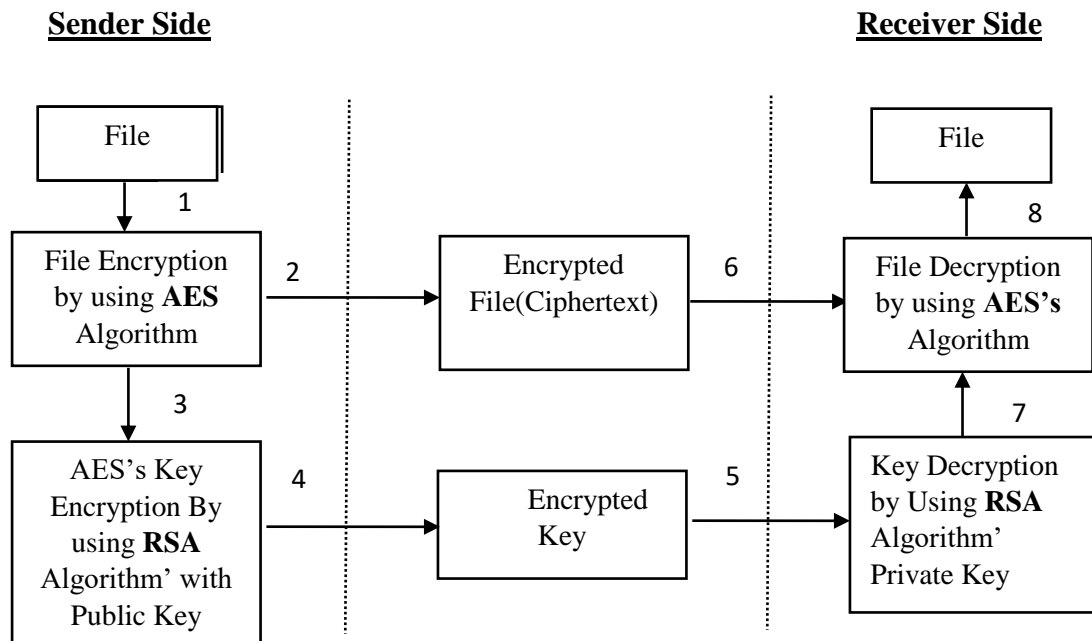 Sender Side
Receiver Side
File
File
1
8
File Encryption
by using AES
Algorithm
2
Encrypted
File(Ciphertext)
6
File Decryption
by using AES’s
Algorithm
3
7
AES’s Key
Encryption By
using RSA
Algorithm’ with
Public Key
4
Encrypted
Key
5
Key Decryption
by Using RSA
Algorithm’
Private Key